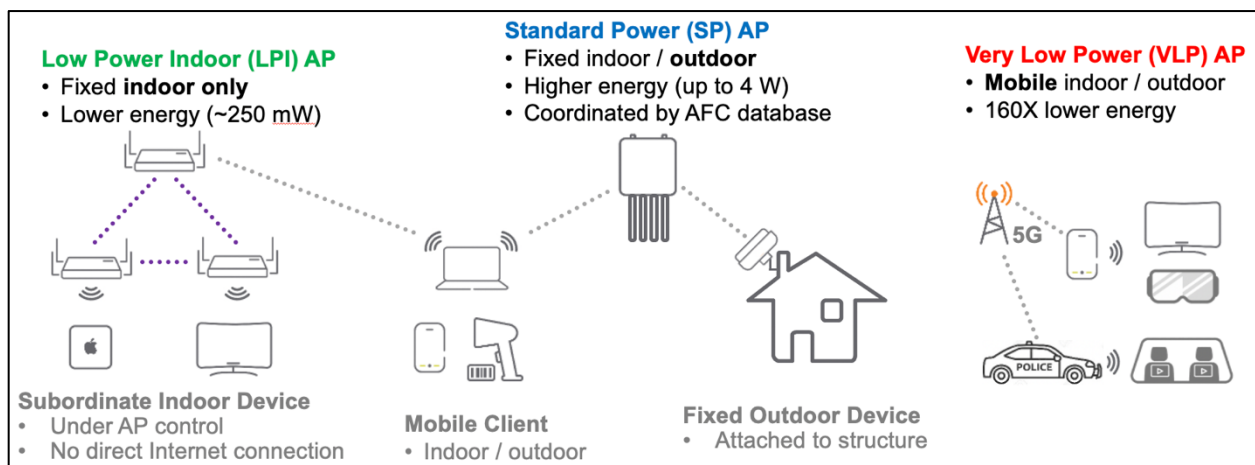 Low Power Indoor (LPI) AP
• Fixed indoor only
• Lower energy (~250 mW)
Standard Power (SP) AP
• Fixed indoor / outdoor
• Higher energy (up to 4 W)
• Coordinated by AFC database
Very Low Power (VLP) AP
• Mobile indoor / outdoor
• 160X lower energy
5G
POLICE
Subordinate Indoor Device
• Under AP control
• No direct Internet connection
Mobile Client
• Indoor / outdoor
Fixed Outdoor Device
• Attached to structure